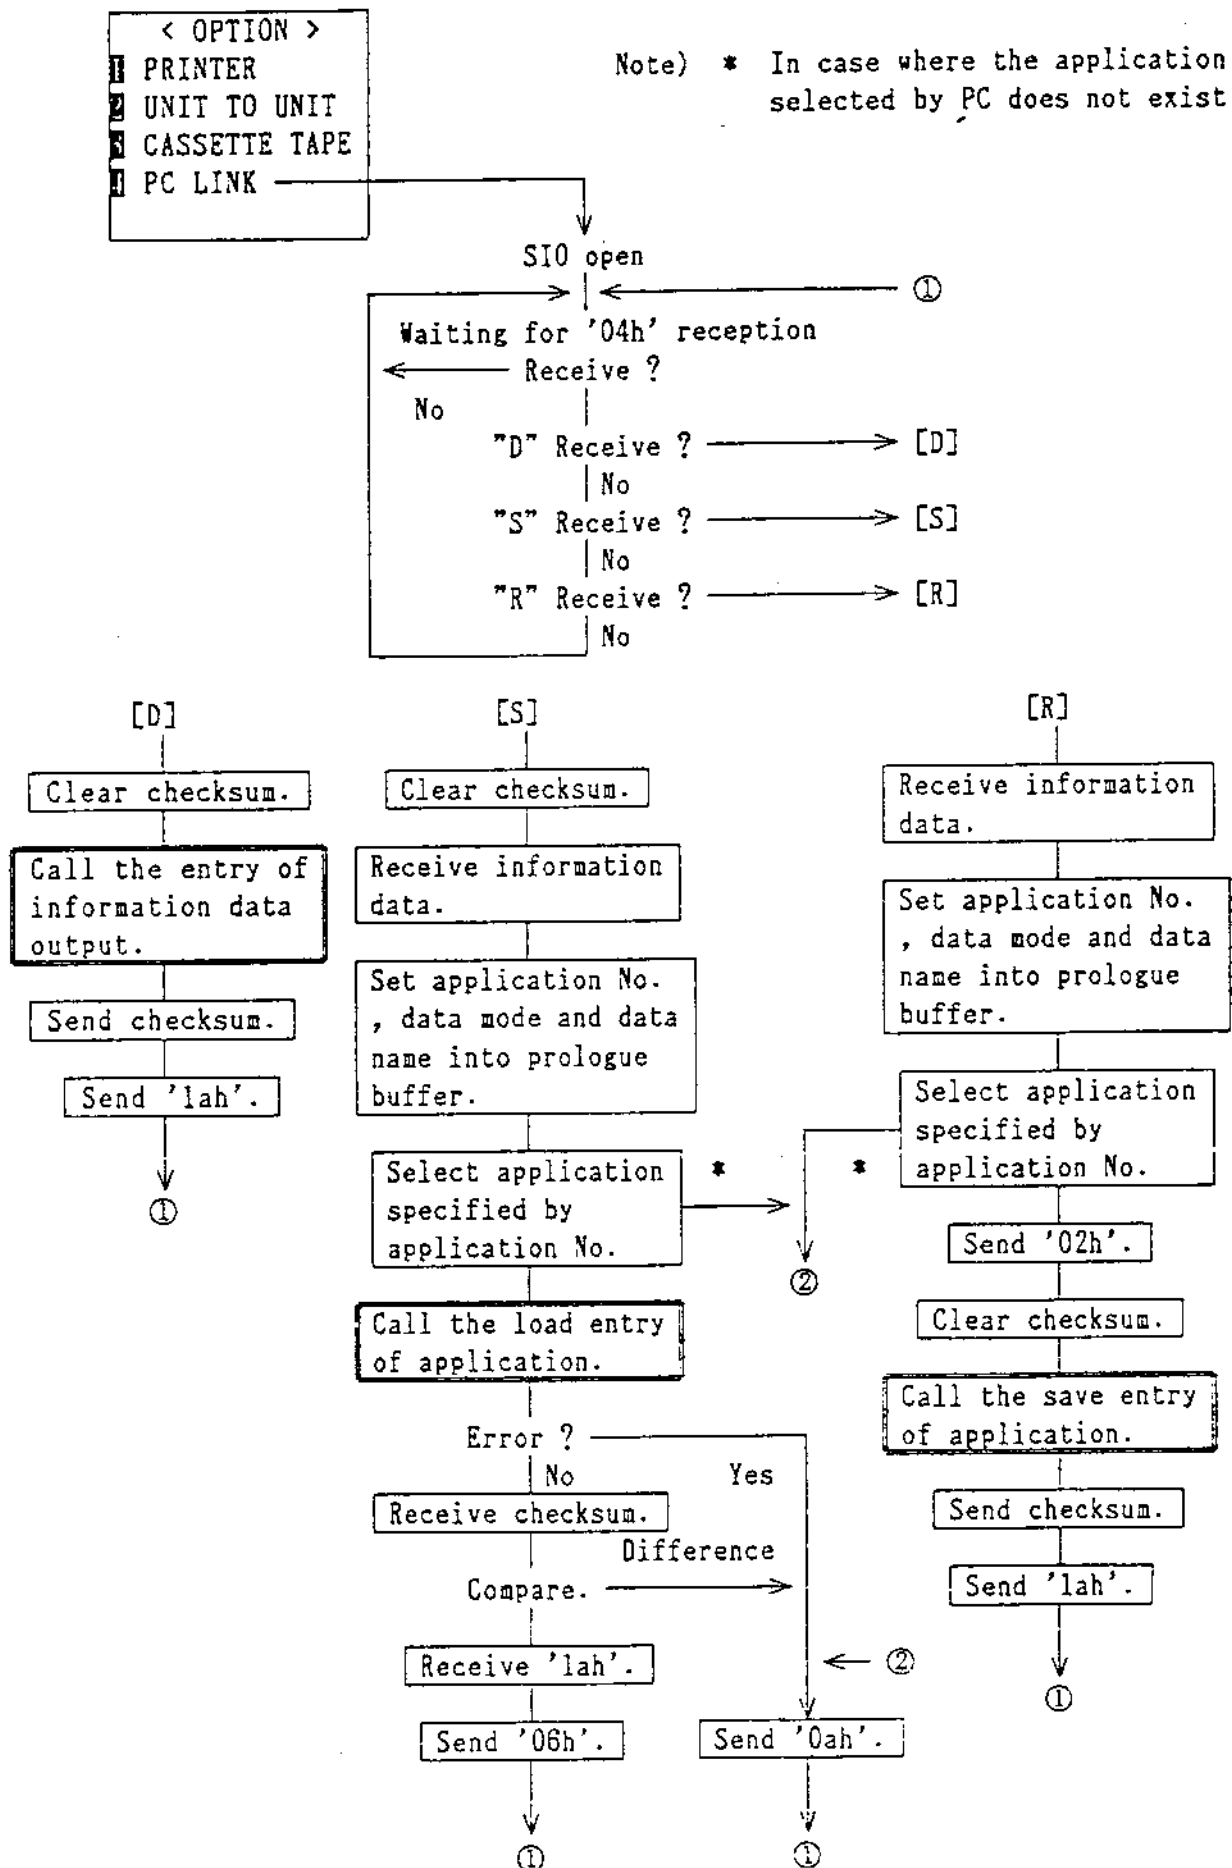 < OPTION >
1 PRINTER
2 UNIT TO UNIT
3 CASSETTE TAPE
4 PC LINK
Note) * In case where the application
selected by PC does not exist
SIO open
①
Waiting for '04h' reception
Receive ?
No
"D" Receive ? [D]
No
"S" Receive ? [S]
No
"R" Receive ? [R]
No
[D]
Clear checksum.
Call the entry of
information data
output.
Send checksum.
Send '1ah'.
①
[S]
Clear checksum.
Receive information
data.
Set application No.
, data mode and data
name into prologue
buffer.
Select application
specified by
application No.
*
Call the load entry
of application.
Error ?
No
Yes
Receive checksum.
Difference
Compare.
Receive '1ah'.
Send '06h'.
①
②
Send '0ah'.
①
[R]
Receive information
data.
Set application No.
, data mode and data
name into prologue
buffer.
Select application
specified by
application No.
*
②
Send '02h'.
Clear checksum.
Call the save entry
of application.
Send checksum.
Send '1ah'.
①